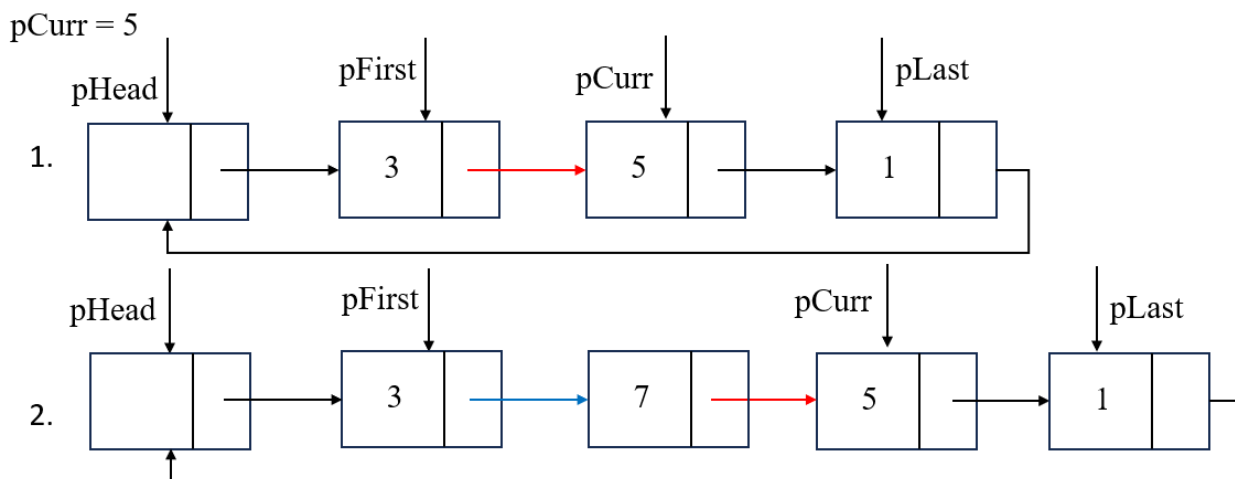 pCurr = 5
pHead pFirst pCurr pLast
1. 3 5 1
pHead pFirst pCurr pLast
2. 3 7 5 1